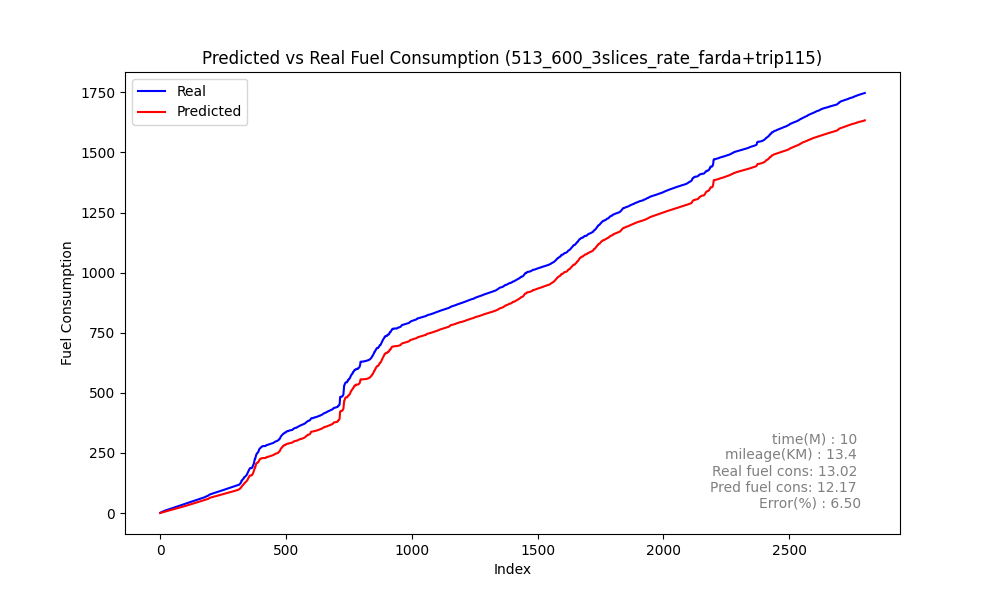 Predicted vs Real Fuel Consumption (513_600_3slices_rate_farda+trip115)
Real
Predicted
Fuel Consumption
1750
1500
1250
1000
750
500
250
0
time(M) : 10
mileage(KM) : 13.4
Real fuel cons: 13.02
Pred fuel cons: 12.17
Error(%) : 6.50
0 500 1000 1500 2000 2500
Index